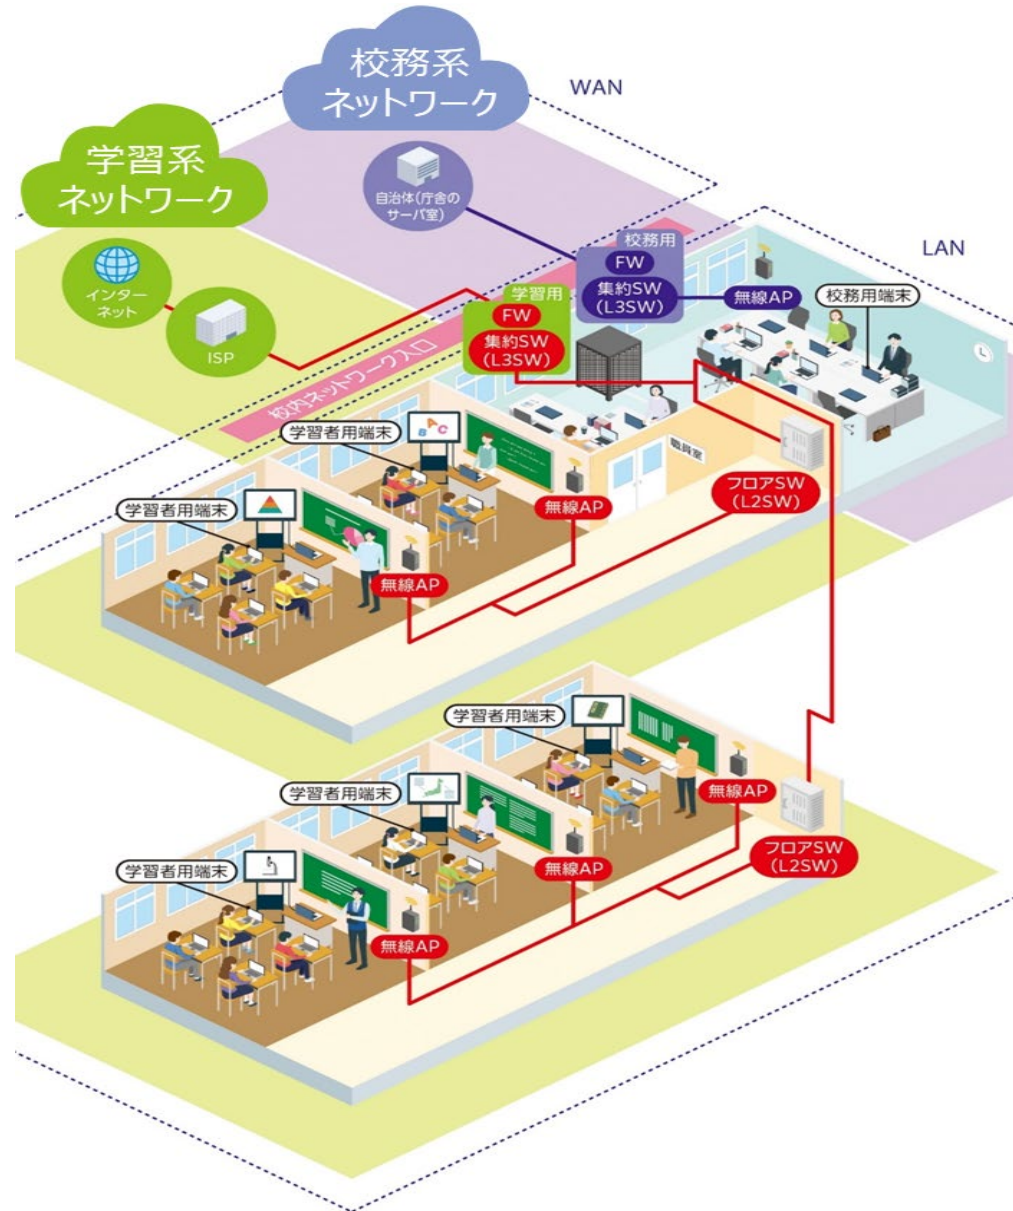 校務系
ネットワーク
WAN
学習系
ネットワーク
自治体(庁舎の
サーバ室)
校務用
FW
集約SW
(L3SW)
無線AP
校務用端末
LAN
インター
ネット
ISP
学習用
FW
集約SW
(L3SW)
校内ネットワーク入口
学習者用端末
A
B
C
職員室
フロアSW
(L2SW)
無線AP
学習者用端末
無線AP
学習者用端末
無線AP
学習者用端末
フロアSW
(L2SW)
無線AP
学習者用端末
無線AP